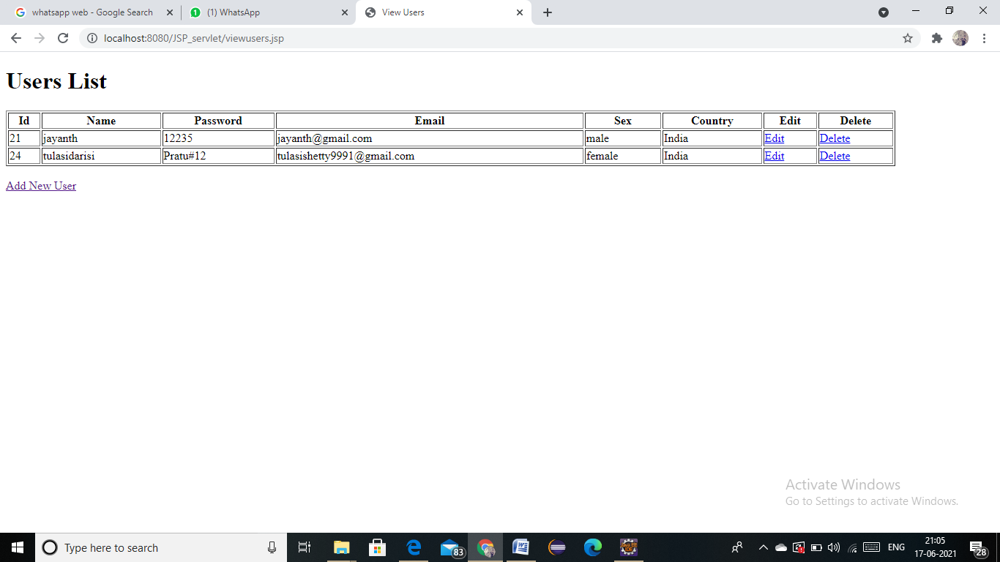 whatsapp web - Google Search (1) WhatsApp View Users
localhost:8080/JSP_servlet/viewusers.jsp
Users List
Id Name Password Email Sex Country Edit Delete
21 jayanth 12235 jayanth@gmail.com male India Edit Delete
24 tulasidarisi Pratu#12 tulasishetty9991@gmail.com female India Edit Delete
Add New User
Activate Windows
Go to Settings to activate Windows.
Type here to search 83 ENG 21:05
17-06-2021 28